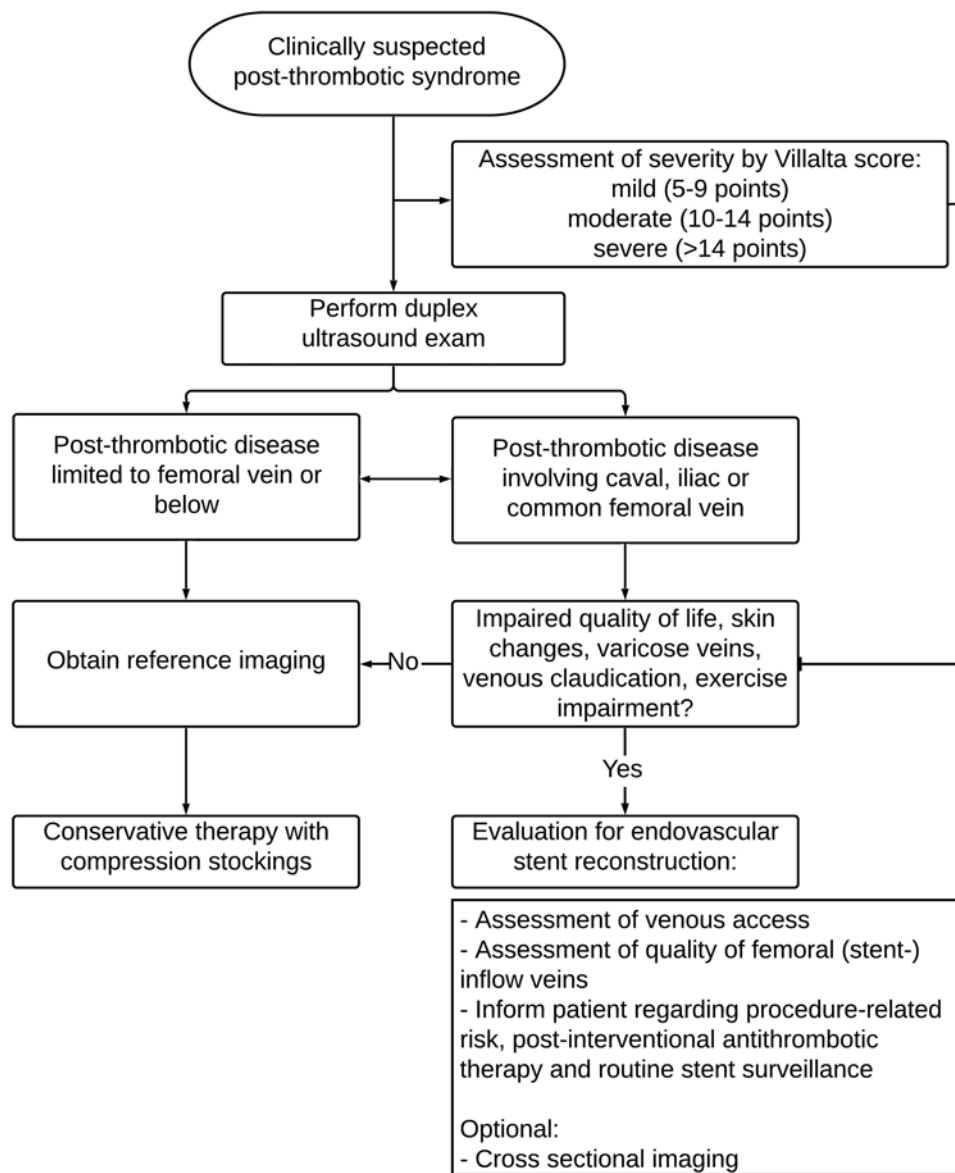 Clinically suspected
post-thrombotic syndrome
Assessment of severity by Villalta score:
mild (5-9 points)
moderate (10-14 points)
severe (>14 points)
Perform duplex
ultrasound exam
Post-thrombotic disease
limited to femoral vein or
below
Post-thrombotic disease
involving caval, iliac or
common femoral vein
Obtain reference imaging
No
Impaired quality of life, skin
changes, varicose veins,
venous claudication, exercise
impairment?
Yes
Conservative therapy with
compression stockings
Evaluation for endovascular
stent reconstruction:
- Assessment of venous access
- Assessment of quality of femoral (stent-)
inflow veins
- Inform patient regarding procedure-related
risk, post-interventional antithrombotic
therapy and routine stent surveillance
Optional:
- Cross sectional imaging